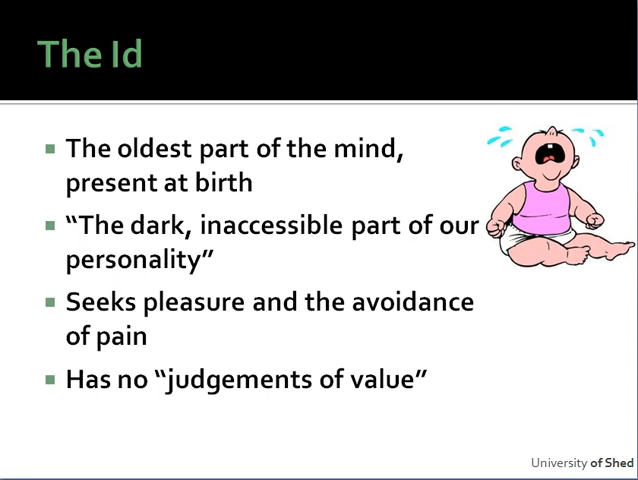 The Id
The oldest part of the mind,
present at birth
“The dark, inaccessible part of our
personality”
Seeks pleasure and the avoidance
of pain
Has no “judgements of value”
University of Shed